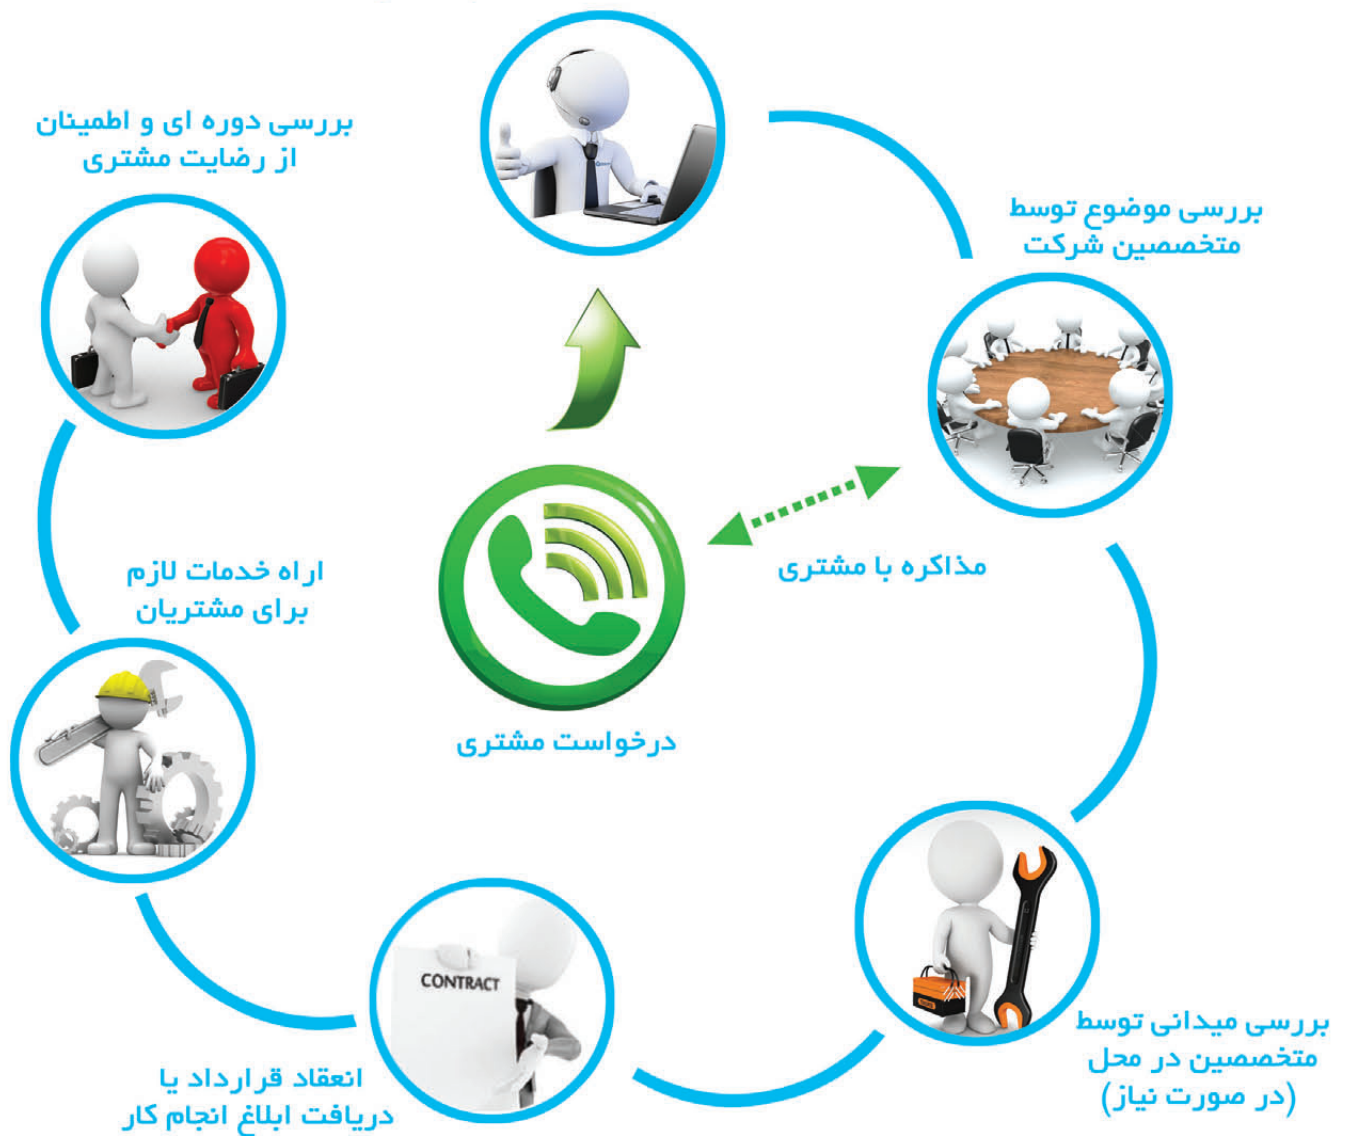 بررسی دوره ای و اطمینان
از رضایت مشتری
بررسی موضوع توسط
متخصصین شرکت
مذاکره با مشتری
اراه خدمات لازم
برای مشتریان
درخواست مشتری
CONTRACT
بررسی میدانی توسط
متخصصین در محل
(در صورت نیاز)
انعقاد قرارداد یا
دریافت ابلاغ انجام کار